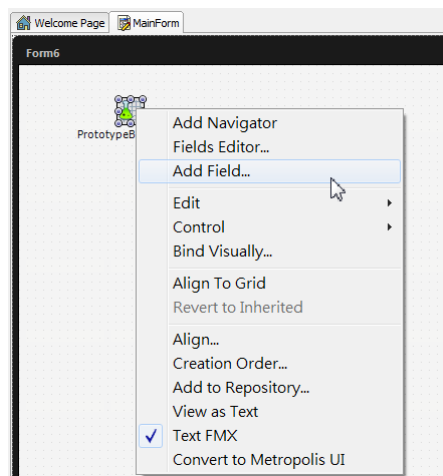 Welcome Page MainForm
Form6
PrototypeB
Add Navigator
Fields Editor...
Add Field...
Edit
Control
Bind Visually...
Align To Grid
Revert to Inherited
Align...
Creation Order...
Add to Repository...
View as Text
Text FMX
Convert to Metropolis UI